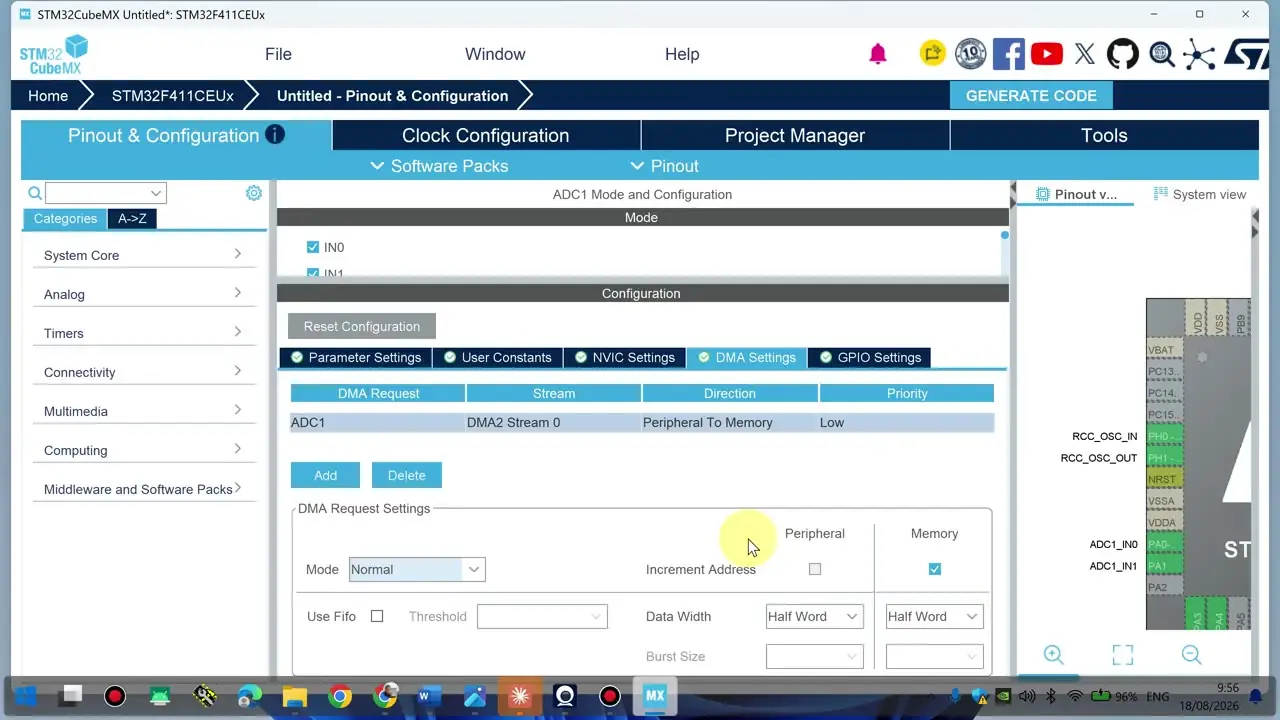 STM32CubeMX Untitled*: STM32F411CEUx
STM32
CubeMX
File
Window
Help
10
Home
STM32F411CEUx
Untitled - Pinout & Configuration
GENERATE CODE
Pinout & Configuration
Clock Configuration
Project Manager
Tools
Software Packs
Pinout
Categories
A->Z
System Core
Analog
Timers
Connectivity
Multimedia
Computing
Middleware and Software Packs
ADC1 Mode and Configuration
Mode
IN0
IN1
Configuration
Reset Configuration
Parameter Settings
User Constants
NVIC Settings
DMA Settings
GPIO Settings
DMA Request
Stream
Direction
Priority
ADC1
DMA2 Stream 0
Peripheral To Memory
Low
Add
Delete
DMA Request Settings
Peripheral
Memory
Mode
Normal
Increment Address
Use Fifo
Threshold
Data Width
Half Word
Half Word
Burst Size
Pinout v...
System view
VDD
VSS
PB9
VBAT
PC13..
PC14..
PC15..
RCC_OSC_IN
PH0-..
RCC_OSC_OUT
PH1-..
NRST
VSSA
VDDA
ADC1_IN0
PA0-..
ADC1_IN1
PA1
PA2
ST
PA3
PA4
PA5
MX
96%
ENG
9:56
18/08/2026